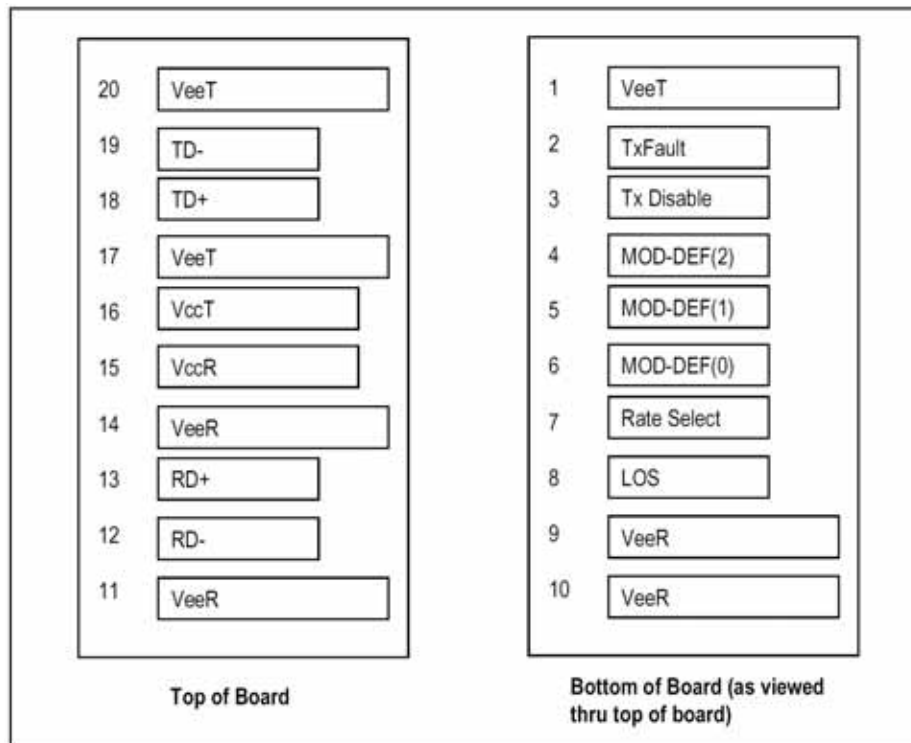 20 VeeT
19 TD-
18 TD+
17 VeeT
16 VccT
15 VccR
14 VeeR
13 RD+
12 RD-
11 VeeR
Top of Board
1 VeeT
2 TxFault
3 Tx Disable
4 MOD-DEF(2)
5 MOD-DEF(1)
6 MOD-DEF(0)
7 Rate Select
8 LOS
9 VeeR
10 VeeR
Bottom of Board (as viewed
thru top of board)